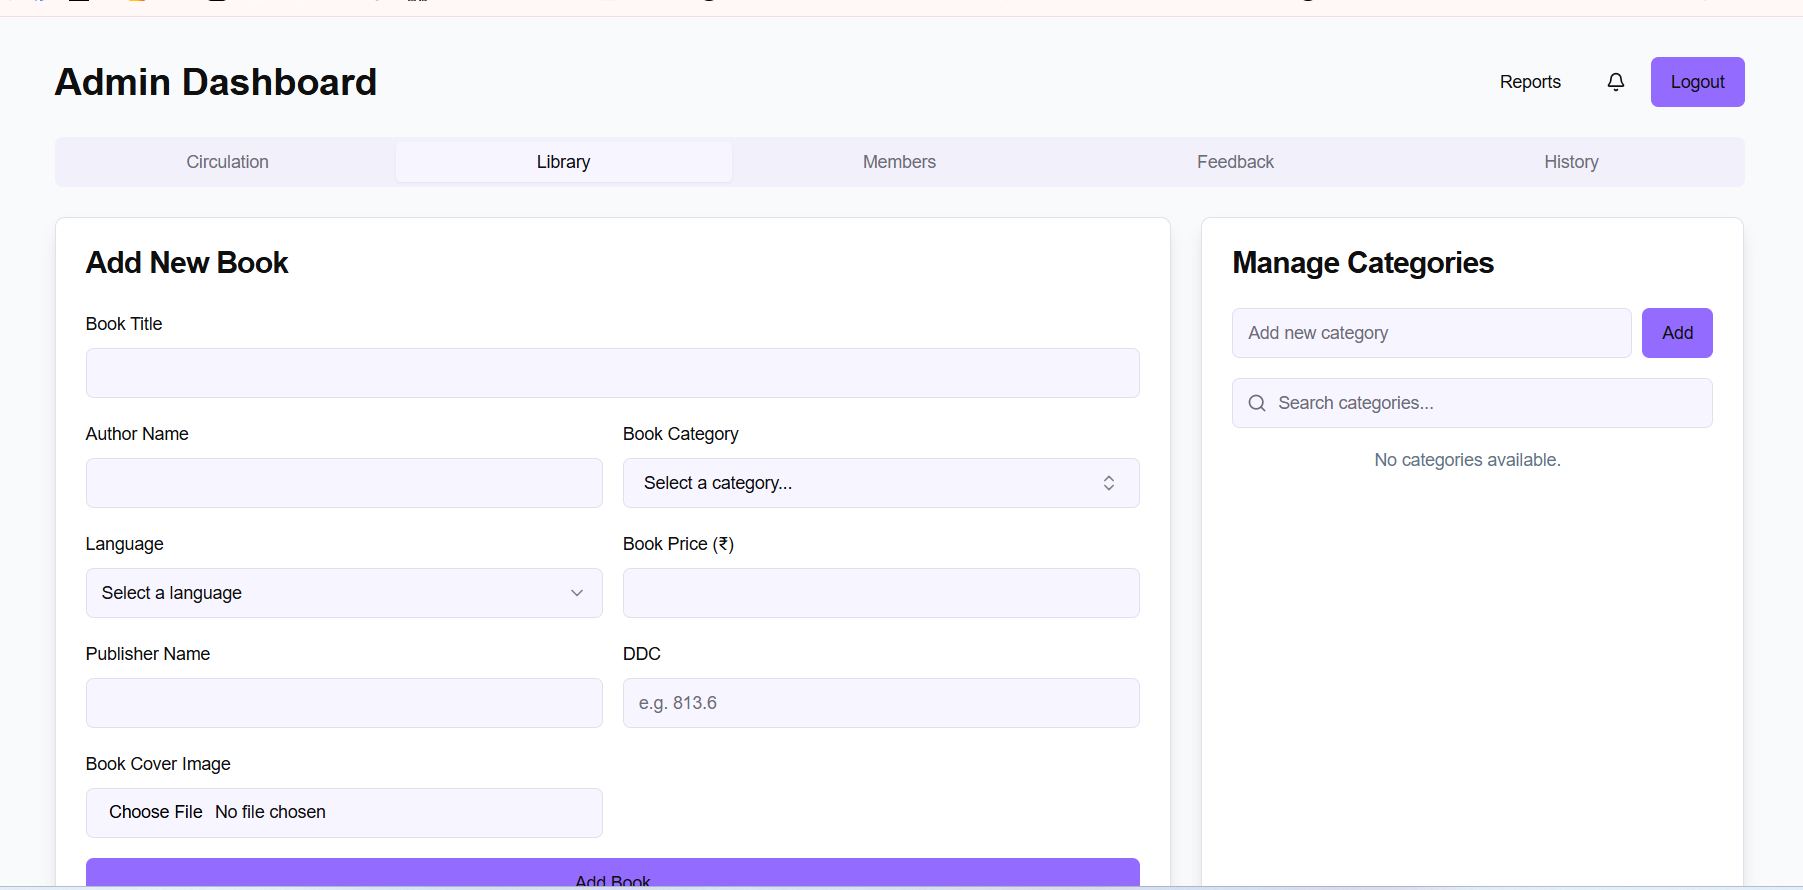 Admin Dashboard
Reports
Logout
Circulation
Library
Members
Feedback
History
Add New Book
Book Title
Author Name
Book Category
Select a category...
Language
Book Price (₹)
Select a language
Publisher Name
DDC
e.g. 813.6
Book Cover Image
Choose File No file chosen
Add Book
Manage Categories
Add new category
Add
Search categories...
No categories available.